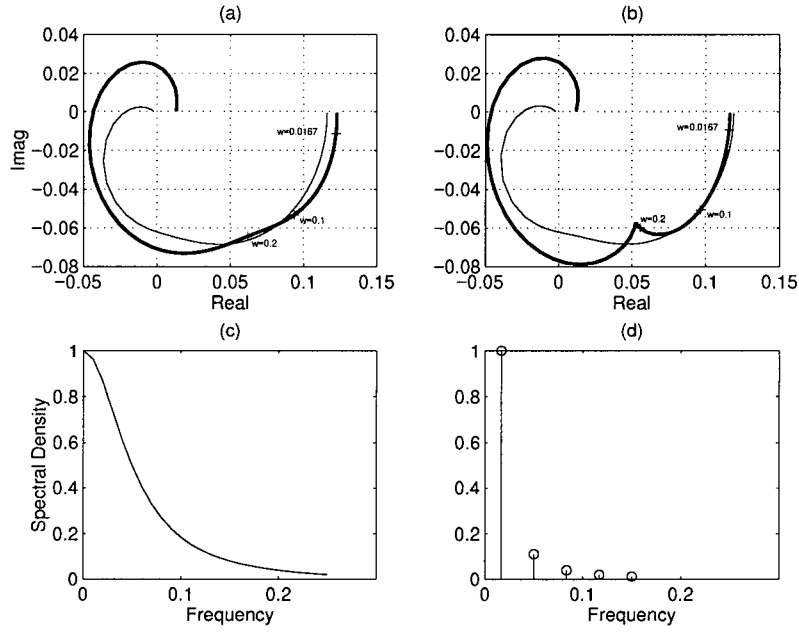 (a)
0.04
0.02
0
−0.02
−0.04
−0.06
−0.08
Imag
w=0.0167
w=0.1
w=0.2
−0.05
0
0.05
0.1
0.15
Real
(b)
0.04
0.02
0
−0.02
−0.04
−0.06
−0.08
w=0.0167
w=0.2
w=0.1
−0.05
0
0.05
0.1
0.15
Real
(c)
1
0.8
0.6
0.4
0.2
0
Spectral Density
0
0.1
0.2
Frequency
(d)
1
0.8
0.6
0.4
0.2
0
0
0.1
0.2
Frequency